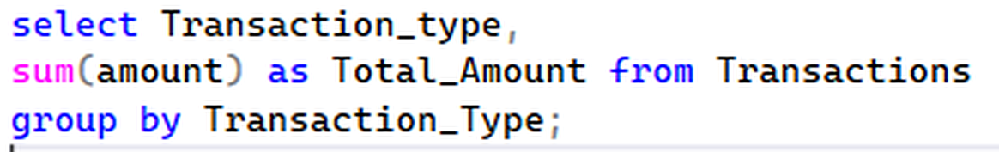 select Transaction_type,
sum(amount) as Total_Amount from Transactions
group by Transaction_Type;